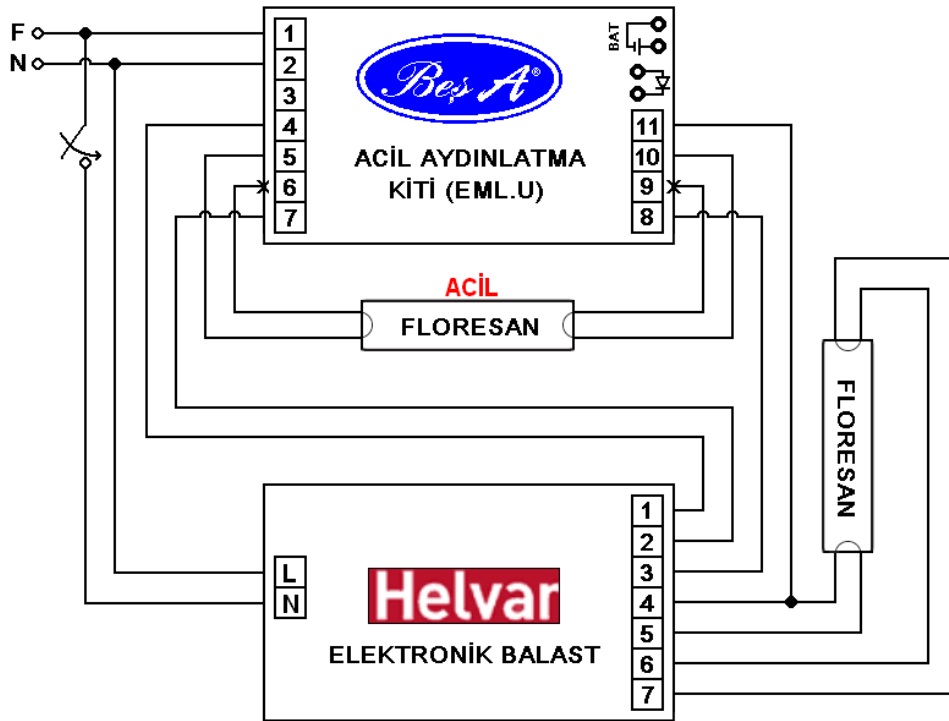 F
N
1
2
3
4
5
6
7
Beş A®
ACİL AYDINLATMA
KİTİ (EML.U)
BAT
11
10
9
8
ACİL
FLORESAN
FLORESAN
L
N
Helvar
ELEKTRONİK BALAST
1
2
3
4
5
6
7